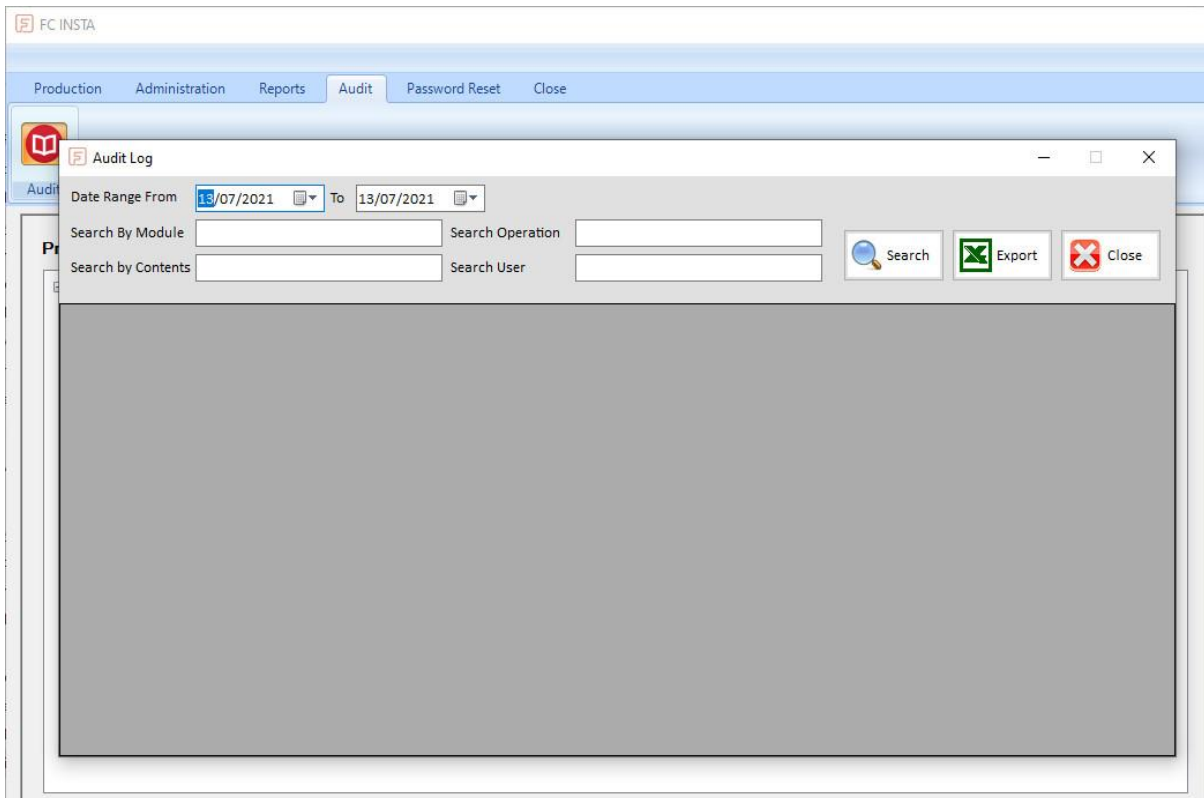 FC INSTA
Production Administration Reports Audit Password Reset Close
Audit Log
Audit
Date Range From 13/07/2021 To 13/07/2021
Search By Module Search Operation
Search by Contents Search User
Search Export Close